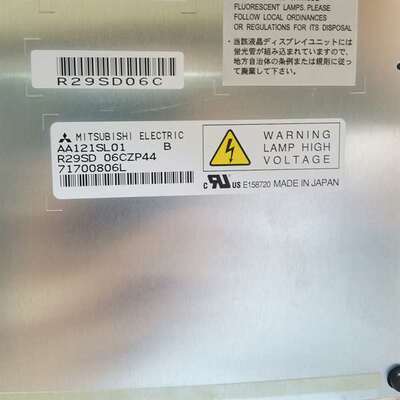 FLUORESCENT LAMPS. PLEASE
FOLLOW LOCAL ORDINANCES
OR REGULATIONS FOR ITS DISPOSAL
・当該液晶ディスプレイユニットには
蛍光管が組込まれていますので、
地方自治体の条例または規則に従っ
て廃棄して下さい。
R29SD06C
MITSUBISHI ELECTRIC
AA121SL01 B
R29SD 06CZP44
71700806L
WARNING
LAMP HIGH
VOLTAGE
c RU US E158720 MADE IN JAPAN